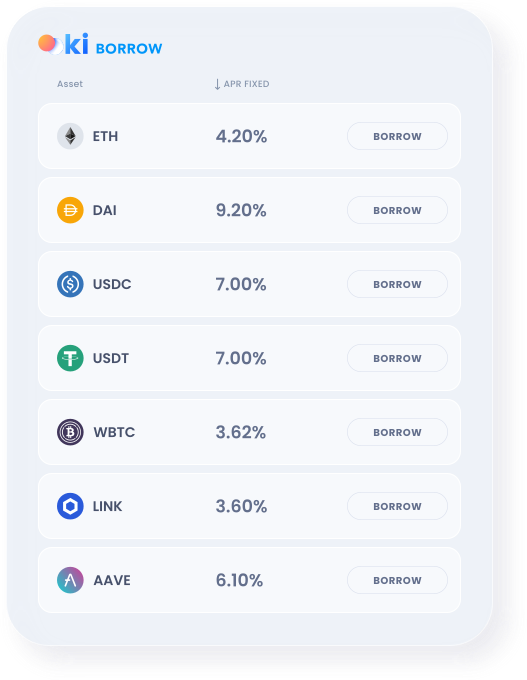 Ooki BORROW
Asset ↓ APR FIXED
ETH 4.20% BORROW
DAI 9.20% BORROW
USDC 7.00% BORROW
USDT 7.00% BORROW
WBTC 3.62% BORROW
LINK 3.60% BORROW
AAVE 6.10% BORROW